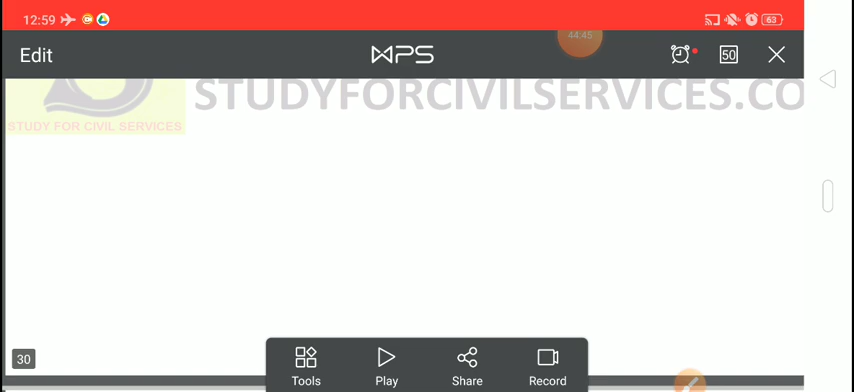 12:59
63
44:45
Edit
WPS
50
STUDYFORCIVILSERVICES.CO
STUDY FOR CIVIL SERVICES
30
Tools
Play
Share
Record